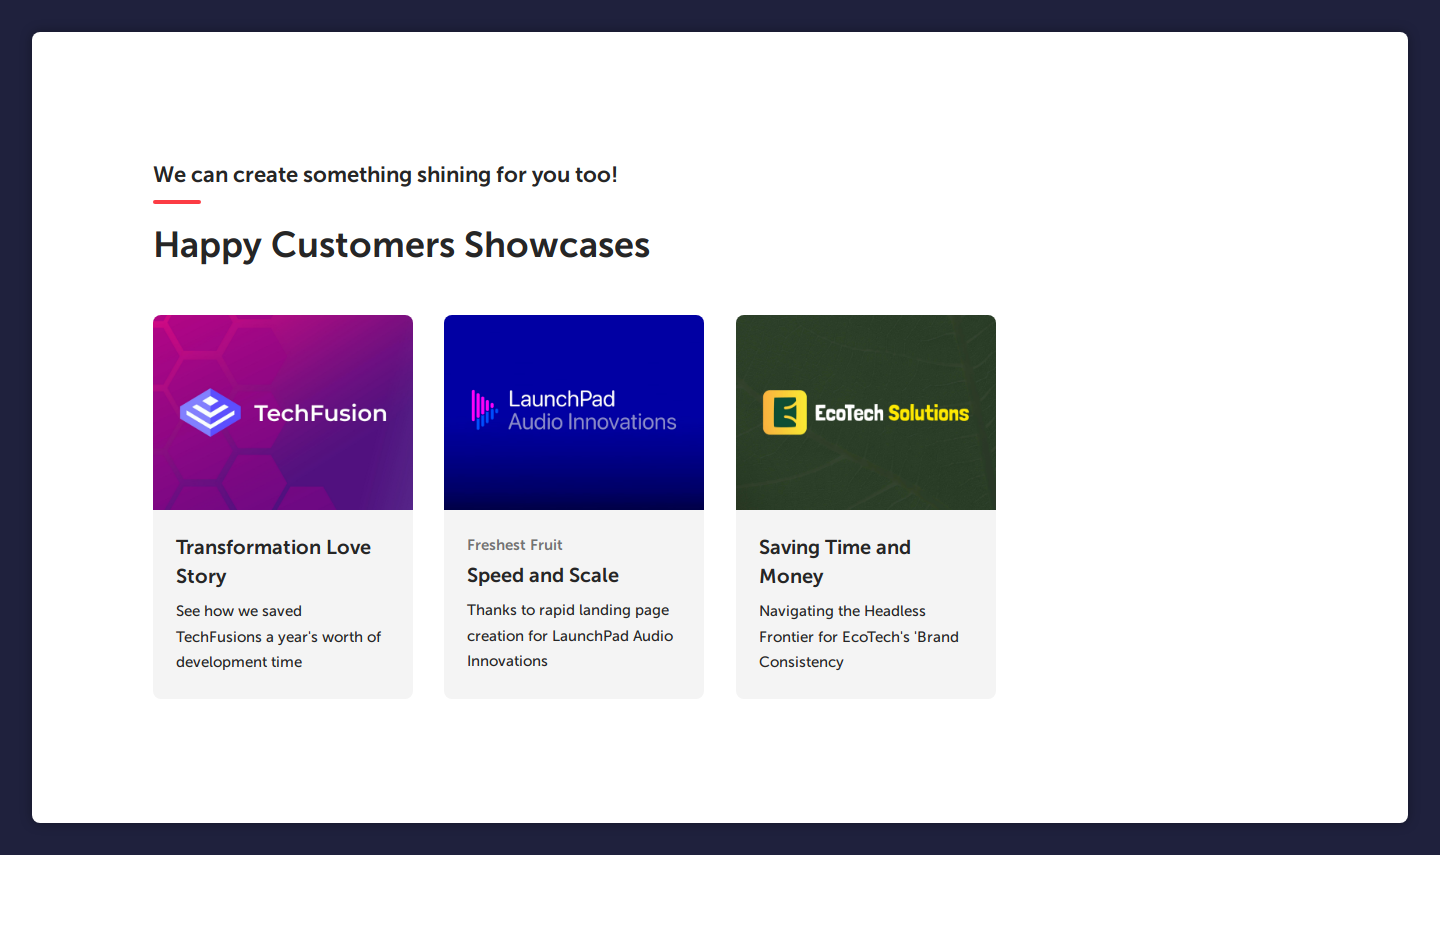 We can create something shining for you too!
Happy Customers Showcases
TechFusion
Transformation Love
Story
See how we saved
TechFusions a year's worth of
development time
LaunchPad
Audio Innovations
Freshest Fruit
Speed and Scale
Thanks to rapid landing page
creation for LaunchPad Audio
Innovations
EcoTech Solutions
Saving Time and
Money
Navigating the Headless
Frontier for EcoTech's 'Brand
Consistency